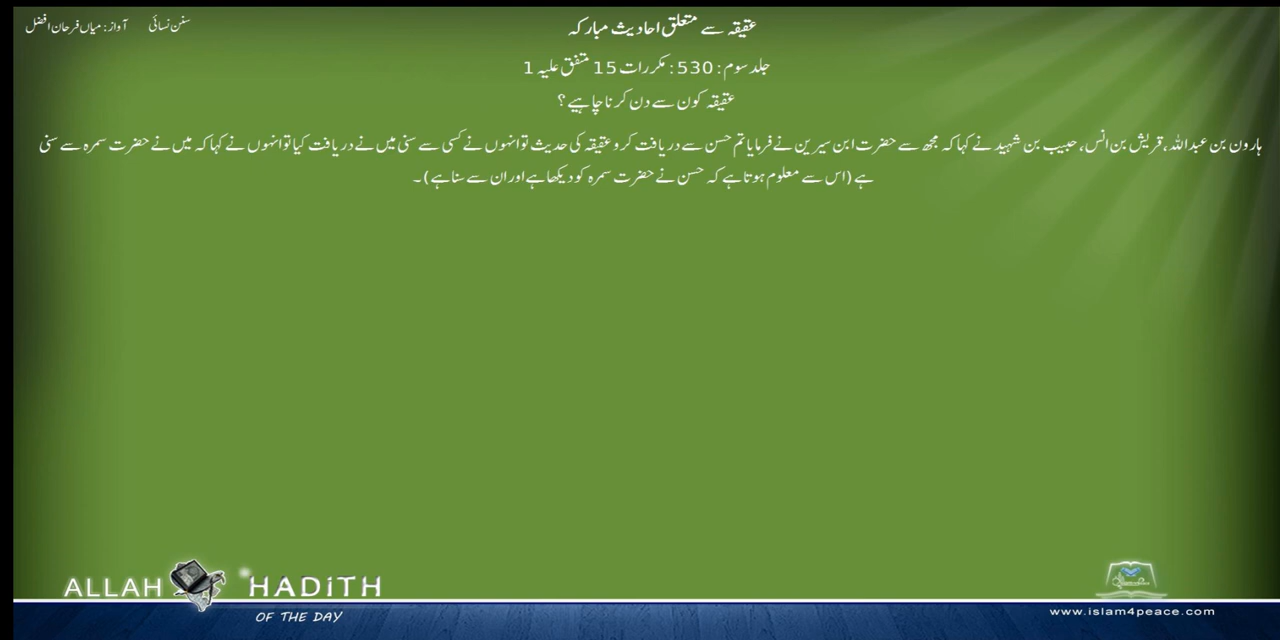 سنن نسائی آواز: میاں فرحان افضل
عقیقہ سے متعلق احادیث مبارکہ
جلد سوم: 530: مکررات 15 متفق علیہ 1
عقیقہ کون سے دن کرنا چاہیے؟
ہارون بن عبداللہ، قریش بن انس، حبیب بن شہید نے کہا کہ مجھ سے حضرت ابن سیرین نے فرمایا تم حسن سے دریافت کرو عقیقہ کی حدیث تو انہوں نے کسی سے سنی میں نے دریافت کیا تو انہوں نے کہا کہ میں نے حضرت سمرہ سے سنی
ہے (اس سے معلوم ہوتا ہے کہ حسن نے حضرت سمرہ کو دیکھا ہے اور ان سے سنا ہے)۔
ALLAH HADiTH
OF THE DAY
www.islam4peace.com